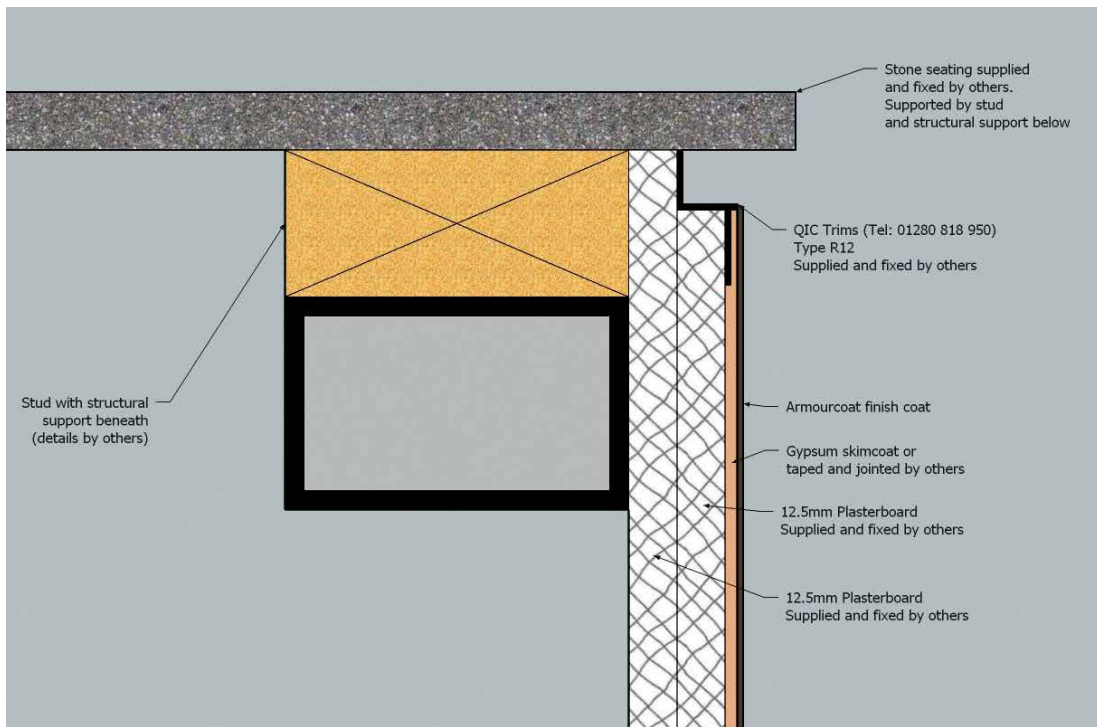 Stone seating supplied
and fixed by others.
Supported by stud
and structural support below
QIC Trims (Tel: 01280 818 950)
Type R12
Supplied and fixed by others
Stud with structural
support beneath
(details by others)
Armourcoat finish coat
Gypsum skimcoat or
taped and jointed by others
12.5mm Plasterboard
Supplied and fixed by others
12.5mm Plasterboard
Supplied and fixed by others